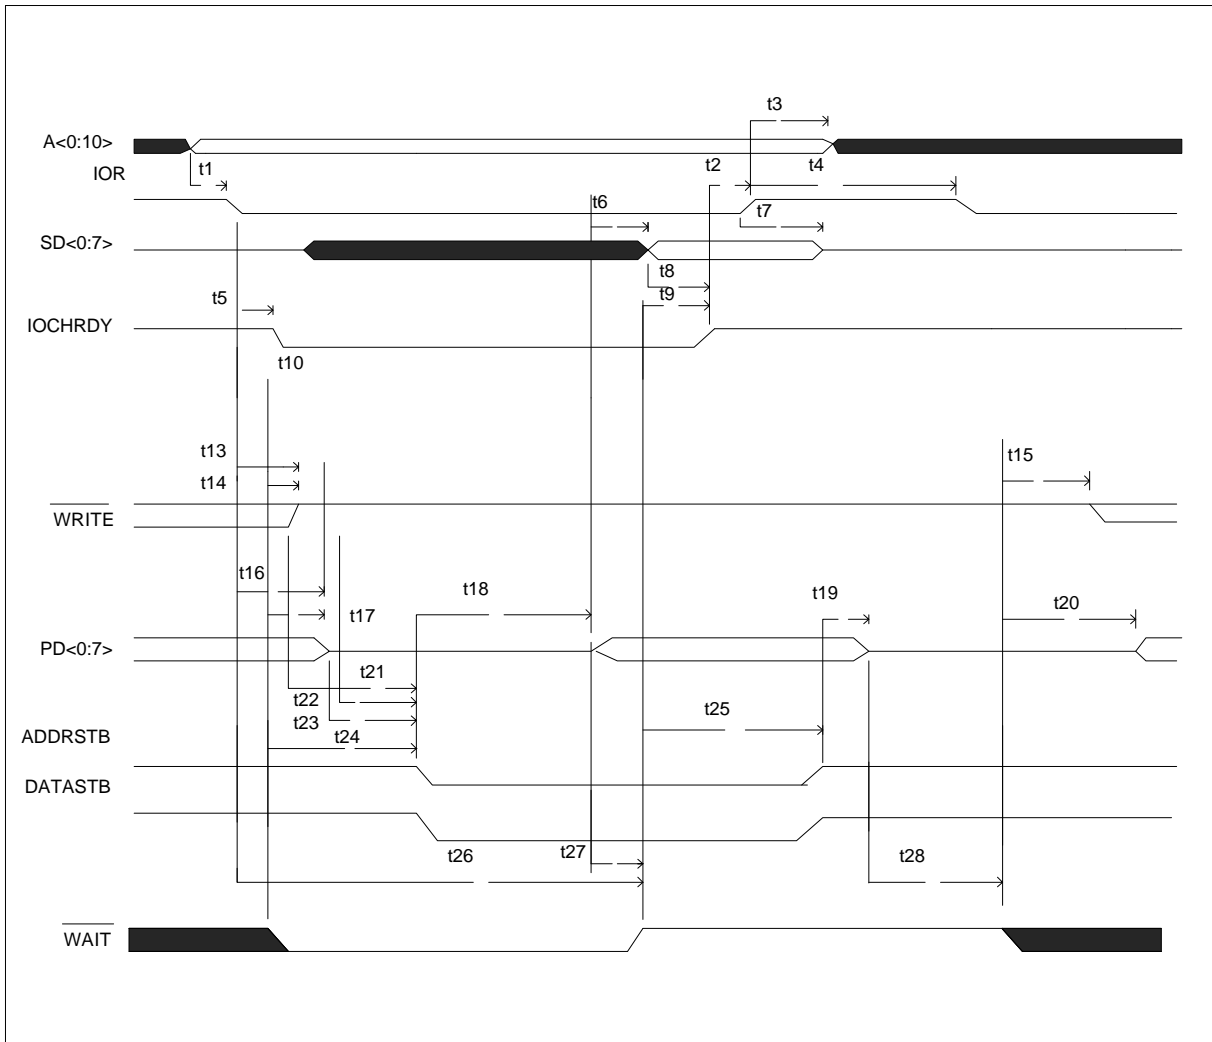 t3
A<0:10>
t1
t2
t4
IOR
t6
t7
SD<0:7>
t8
t5
t9
IOCHRDY
t10
t13
t15
t14
WRITE
t16
t18
t19
t17
t20
PD<0:7>
t21
t22
t23
t25
ADDRSTB
t24
DATASTB
t26
t27
t28
WAIT